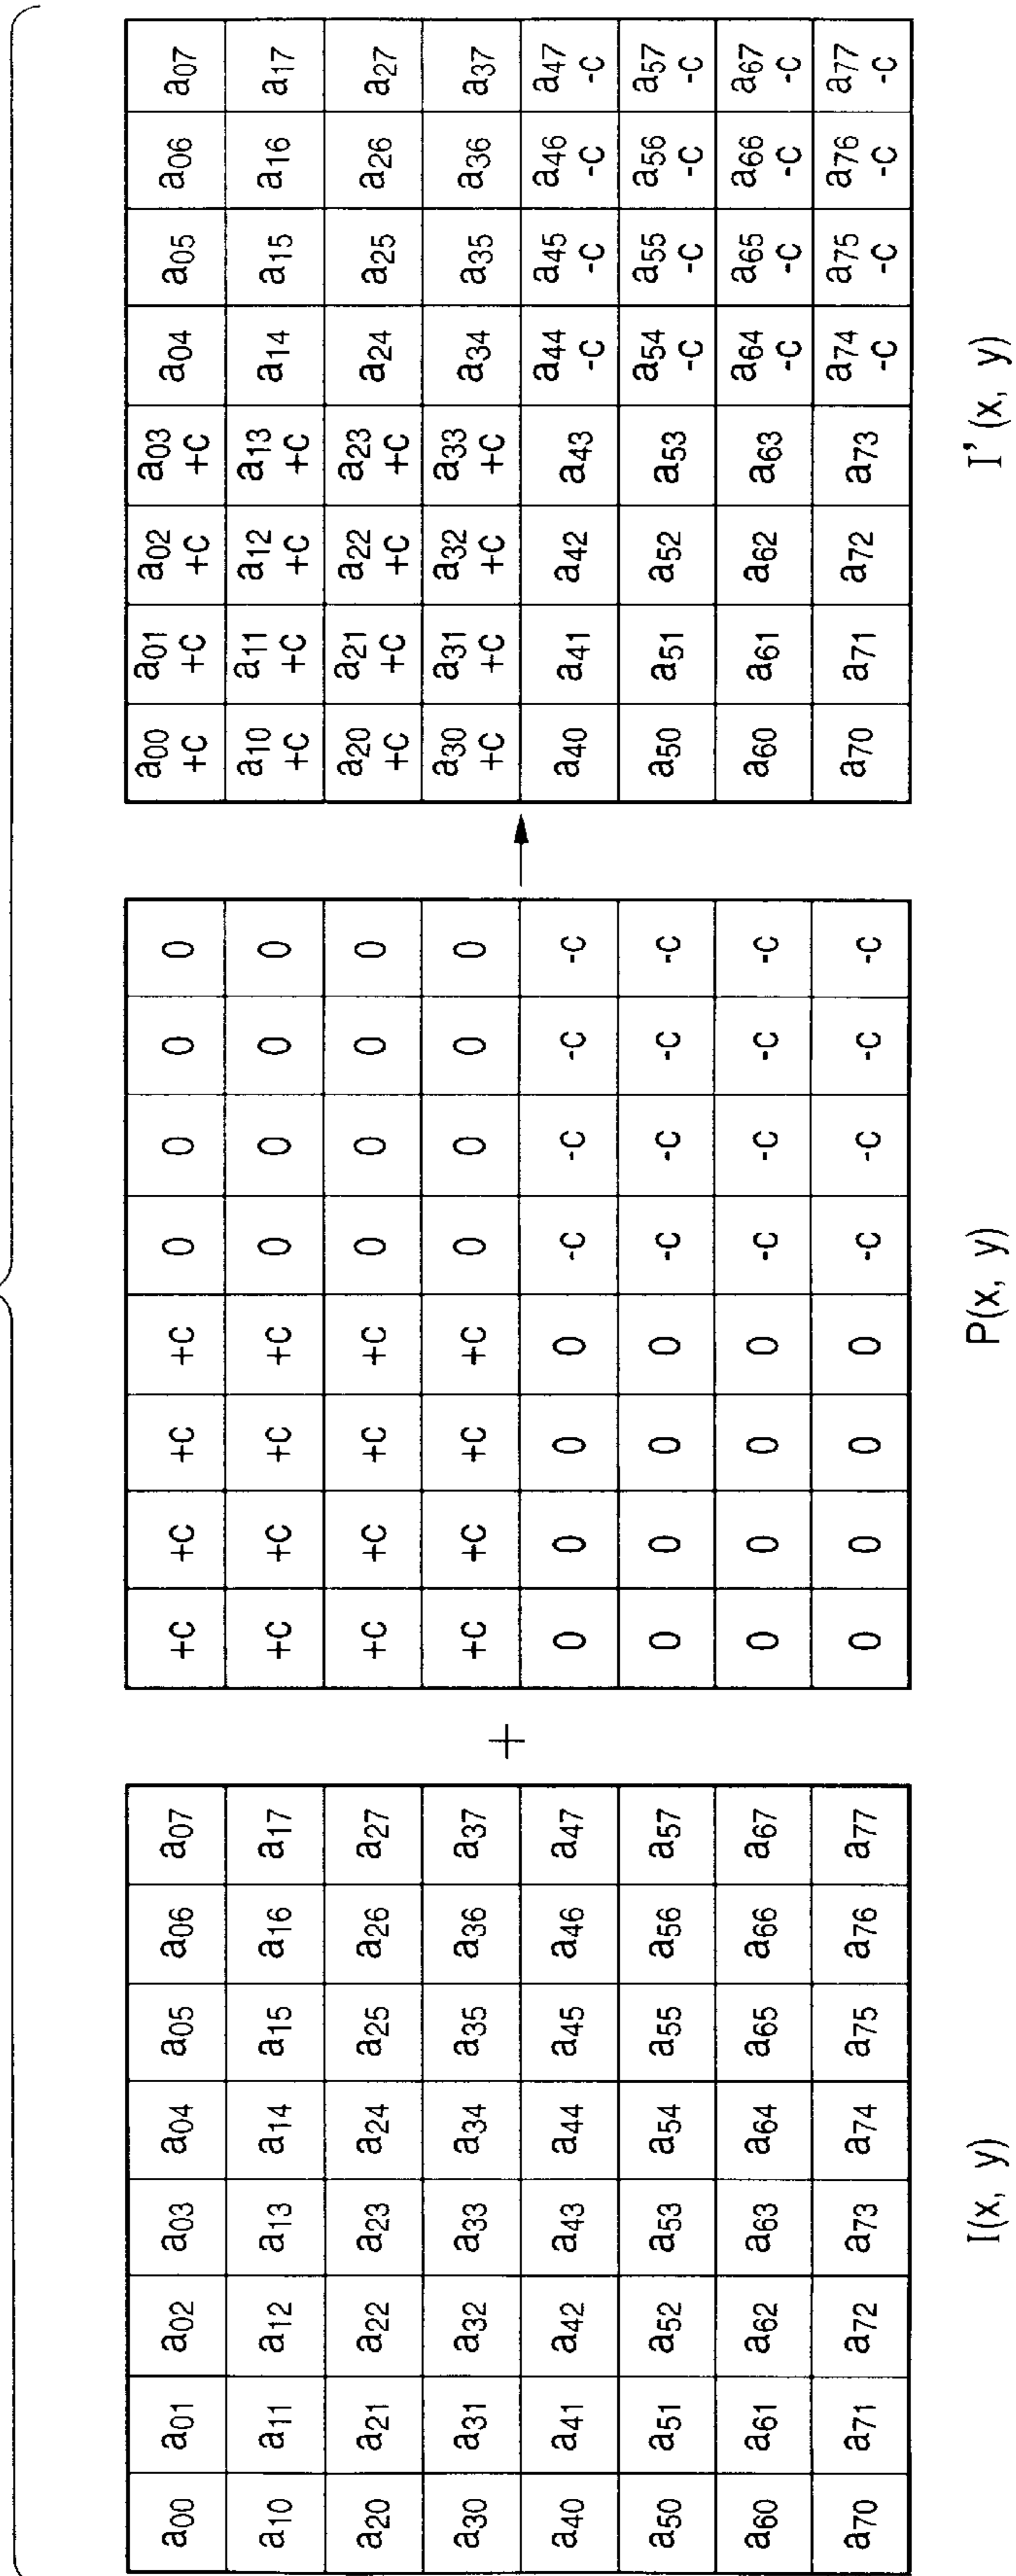 a00 a01 a02 a03 a04 a05 a06 a07
a10 a11 a12 a13 a14 a15 a16 a17
a20 a21 a22 a23 a24 a25 a26 a27
a30 a31 a32 a33 a34 a35 a36 a37
a40 a41 a42 a43 a44 a45 a46 a47
a50 a51 a52 a53 a54 a55 a56 a57
a60 a61 a62 a63 a64 a65 a66 a67
a70 a71 a72 a73 a74 a75 a76 a77
I(x, y)
+
+C +C +C +C 0 0 0 0
+C +C +C +C 0 0 0 0
+C +C +C +C 0 0 0 0
+C +C +C +C 0 0 0 0
0 0 0 0 -C -C -C -C
0 0 0 0 -C -C -C -C
0 0 0 0 -C -C -C -C
0 0 0 0 -C -C -C -C
P(x, y)
a00 a01 a02 a03 a04 a05 a06 a07
+C +C +C +C
a10 a11 a12 a13 a14 a15 a16 a17
+C +C +C +C
a20 a21 a22 a23 a24 a25 a26 a27
+C +C +C +C
a30 a31 a32 a33 a34 a35 a36 a37
+C +C +C +C
a40 a41 a42 a43 a44 a45 a46 a47
-C -C -C -C
a50 a51 a52 a53 a54 a55 a56 a57
-C -C -C -C
a60 a61 a62 a63 a64 a65 a66 a67
-C -C -C -C
a70 a71 a72 a73 a74 a75 a76 a77
-C -C -C -C
I' (x, y)